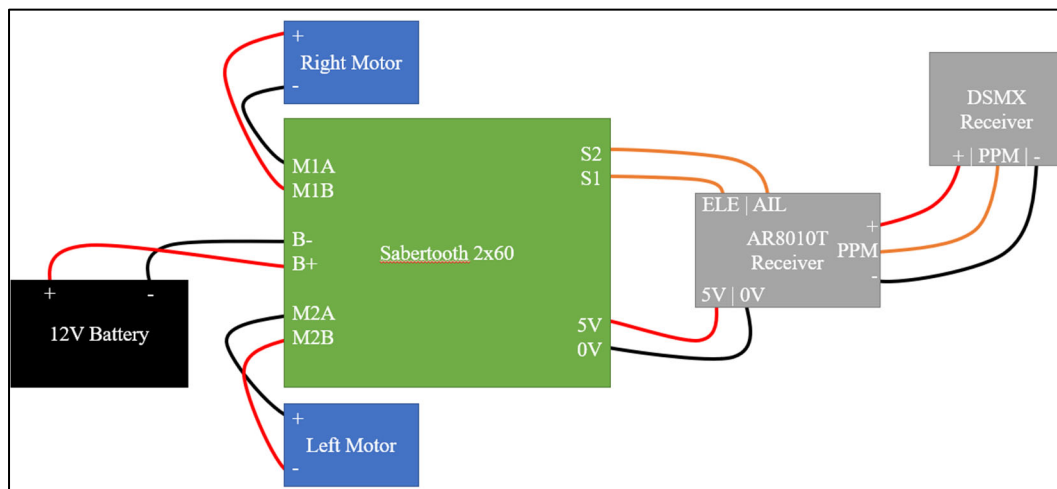 +
Right Motor
-
DSMX
Receiver
+ | PPM | -
M1A
M1B
B-
B+
M2A
M2B
Sabertooth 2x60
S2
S1
5V
0V
ELE | AIL
+
AR8010T
PPM
Receiver
-
5V | 0V
+ -
12V Battery
+
Left Motor
-